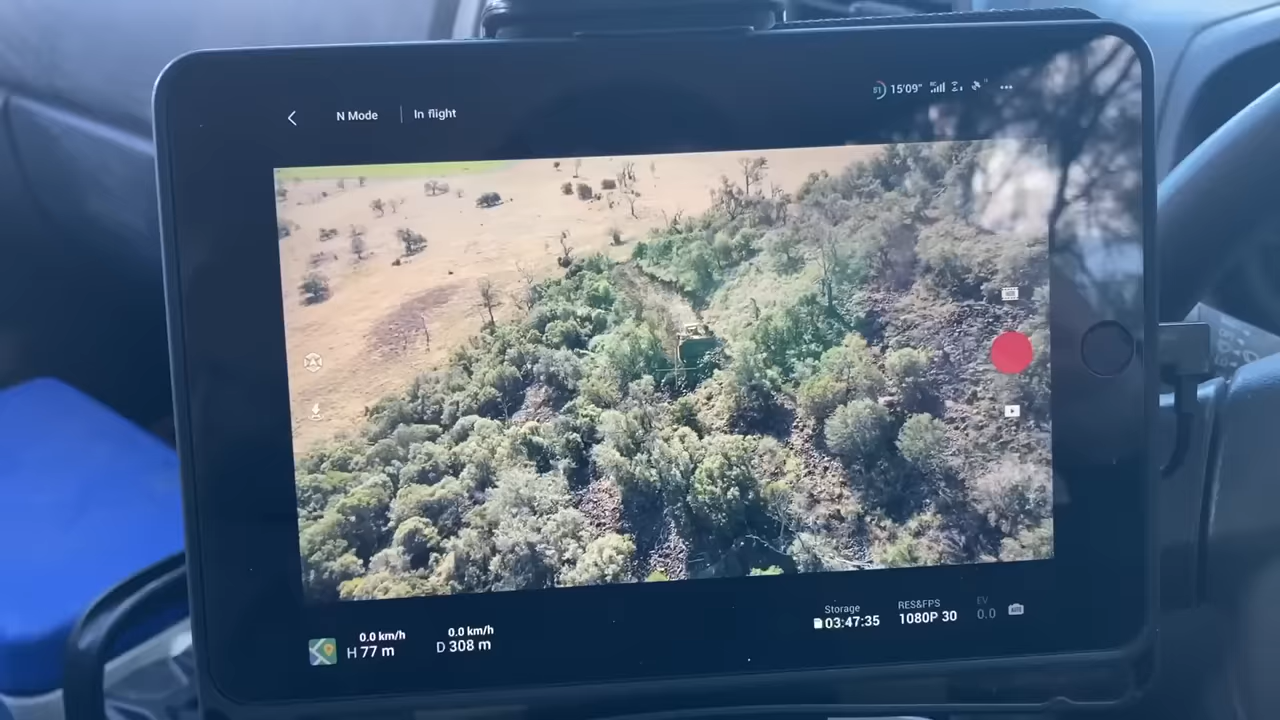 N Mode
In flight
51
15'09"
0.0 km/h
H 77 m
0.0 km/h
D 308 m
Storage
03:47:35
RES&FPS
1080P 30
EV
0.0